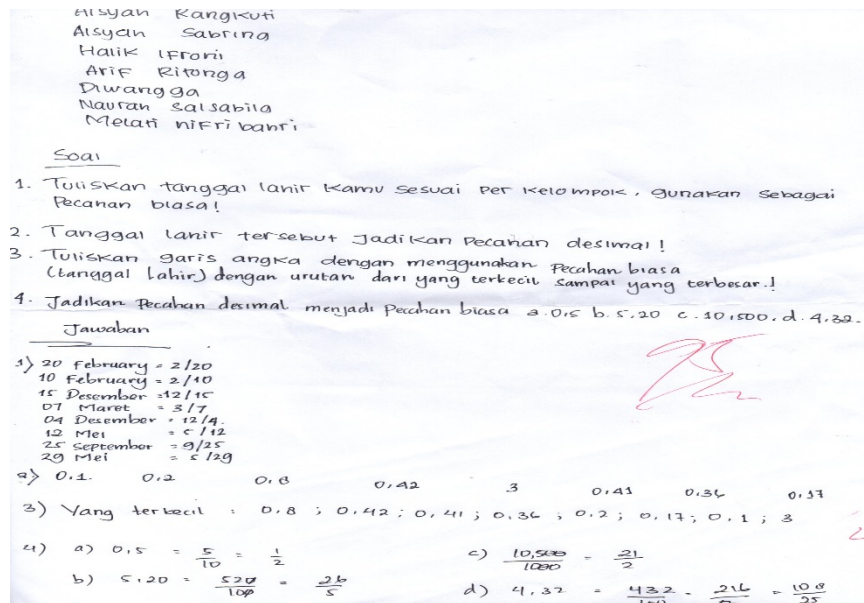 Aisyah Rangkuti
Aisyah Sabrina
Halik
Arif Ritonga
Diwangga
Nauran Salsabila
Melati nifri banri
Soal
1. Tuliskan tanggal lahir kamu sesuai per kelompok, gunakan sebagai
Pecahan biasa!
2. Tanggal lahir tersebut Jadikan Pecahan desimal!
3. Tuliskan garis angka dengan menggunakan Pecahan biasa
(tanggal Lahir) dengan urutan dari yang terkecil sampai yang terbesar.!
4. Jadikan Pecahan desimal menjadi Pecahan biasa a. 0,5 b. 5.20 c. 10,500. d. 4,32.
Jawaban
1) 20 February = 2/20
10 February = 2/10
15 Desember = 12/15
07 Maret = 3/7
04 Desember = 12/4.
12 Mei = 5/12
25 September = 9/25
29 Mei = 5/29
2) 0,1. 0,2 0,8 0,42 3 0,41 0,36 0,17
3) Yang terkecil : 0.8 ; 0,42 ; 0,41 ; 0,36 ; 0.2 ; 0,17 ; 0,1 ; 3
4) a) 0,5 = 5/10 = 1/2 c) 10,500/1000 = 21/2
b) 5.20 = 520/100 = 26/5 d) 4,32 = 432/100 = 216 = 108/25